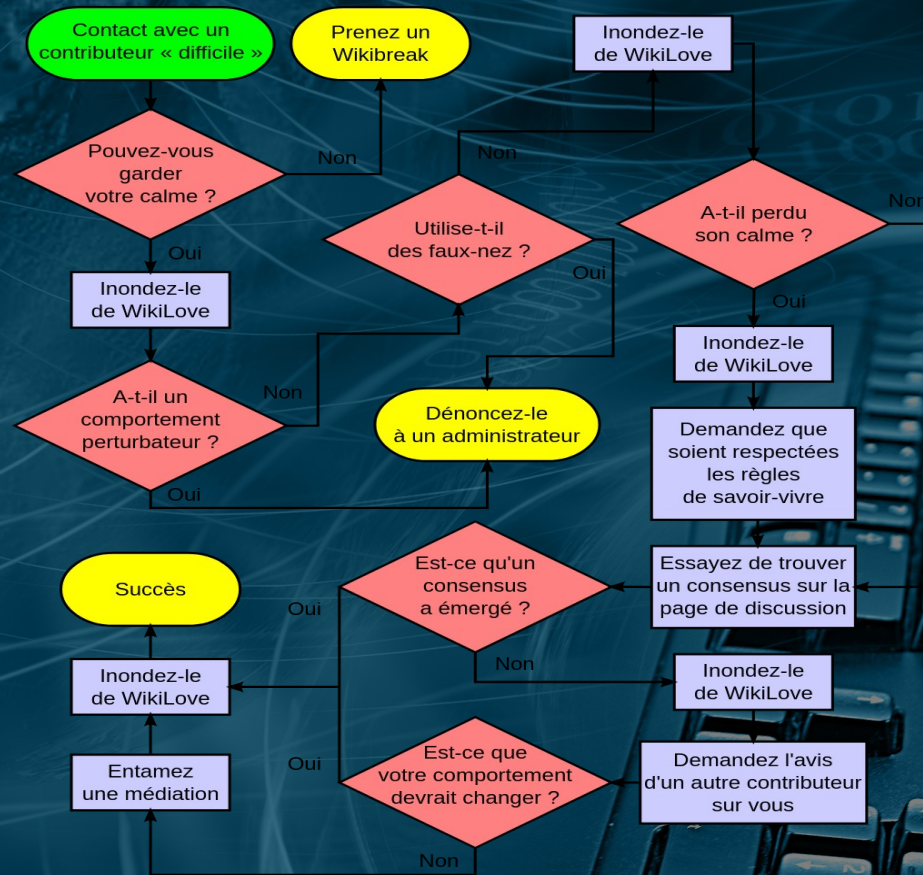 Contact avec un
contributeur « difficile »
Prenez un
Wikibreak
Inondez-le
de WikiLove
Pouvez-vous
garder
votre calme ?
Non
Non
Utilise-t-il
des faux-nez ?
A-t-il perdu
son calme ?
Non
Oui
Oui
Oui
Inondez-le
de WikiLove
Inondez-le
de WikiLove
A-t-il un
comportement
perturbateur ?
Non
Oui
Dénoncez-le
à un administrateur
Demandez que
soient respectées
les règles
de savoir-vivre
Succès
Est-ce qu'un
consensus
a émergé ?
Oui
Non
Essayez de trouver
un consensus sur la
page de discussion
Inondez-le
de WikiLove
Inondez-le
de WikiLove
Entamez
une médiation
Est-ce que
votre comportement
devrait changer ?
Oui
Non
Demandez l'avis
d'un autre contributeur
sur vous